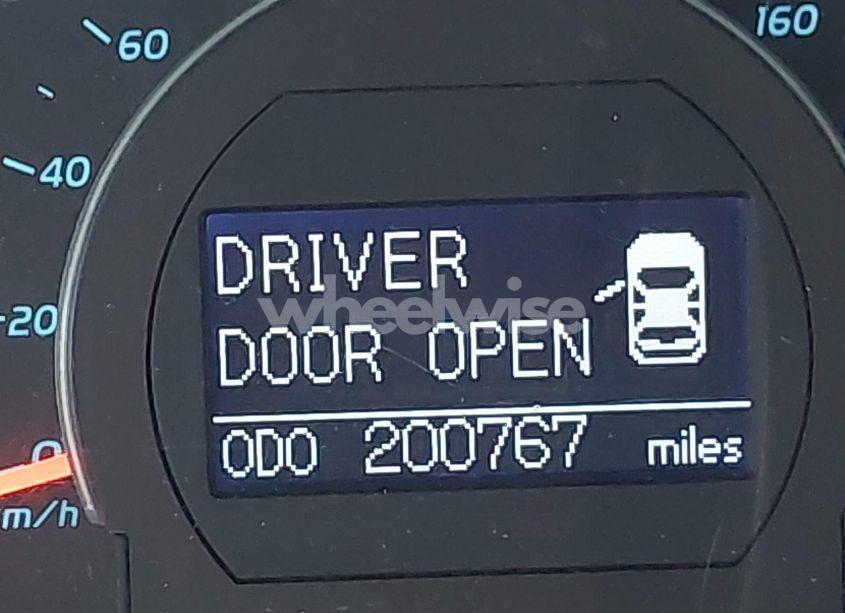 160
60
40
20
0
m/h
DRIVER
wheelwise
DOOR OPEN
ODO 200767 miles